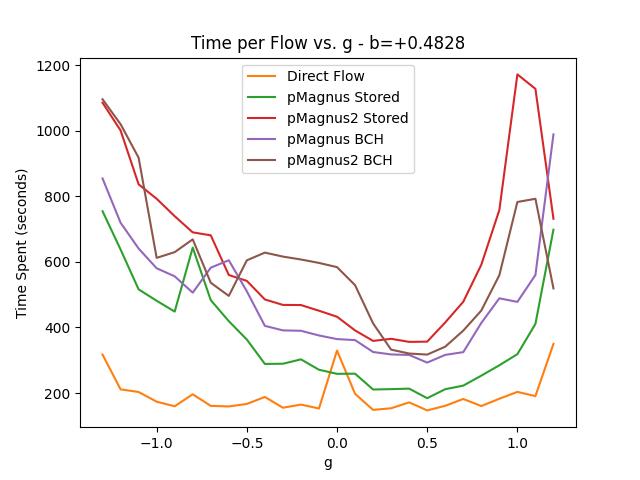 Time per Flow vs. g - b=+0.4828
Direct Flow
pMagnus Stored
pMagnus2 Stored
pMagnus BCH
pMagnus2 BCH
Time Spent (seconds)
1200
1000
800
600
400
200
−1.0 −0.5 0.0 0.5 1.0
g